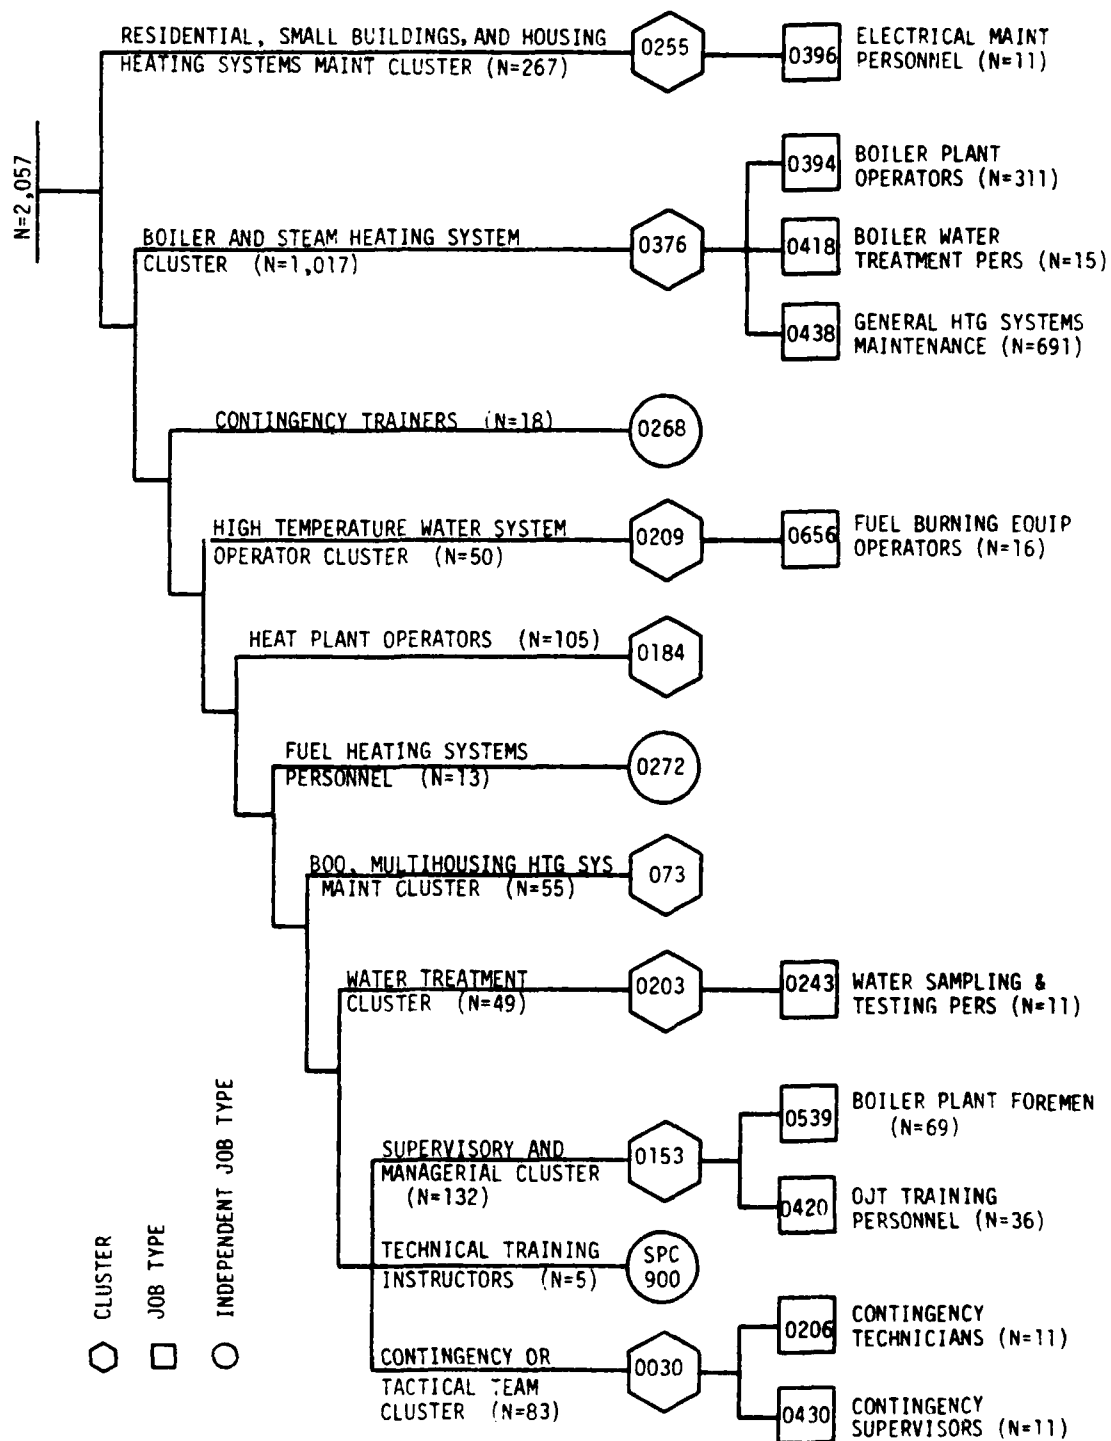 RESIDENTIAL, SMALL BUILDINGS, AND HOUSING
HEATING SYSTEMS MAINT CLUSTER (N=267)
0255
0396
ELECTRICAL MAINT
PERSONNEL (N=11)
N=2,057
BOILER AND STEAM HEATING SYSTEM
CLUSTER (N=1,017)
0376
0394
BOILER PLANT
OPERATORS (N=311)
0418
BOILER WATER
TREATMENT PERS (N=15)
0438
GENERAL HTG SYSTEMS
MAINTENANCE (N=691)
CONTINGENCY TRAINERS (N=18)
0268
HIGH TEMPERATURE WATER SYSTEM
OPERATOR CLUSTER (N=50)
0209
0656
FUEL BURNING EQUIP
OPERATORS (N=16)
HEAT PLANT OPERATORS (N=105)
0184
FUEL HEATING SYSTEMS
PERSONNEL (N=13)
0272
BOQ, MULTIHOUSING HTG SYS
MAINT CLUSTER (N=55)
073
WATER TREATMENT
CLUSTER (N=49)
0203
0243
WATER SAMPLING &
TESTING PERS (N=11)
SUPERVISORY AND
MANAGERIAL CLUSTER
(N=132)
0153
0539
BOILER PLANT FOREMEN
(N=69)
0420
OJT TRAINING
PERSONNEL (N=36)
TECHNICAL TRAINING
INSTRUCTORS (N=5)
SPC
900
CONTINGENCY OR
TACTICAL TEAM
CLUSTER (N=83)
0030
0206
CONTINGENCY
TECHNICIANS (N=11)
0430
CONTINGENCY
SUPERVISORS (N=11)
CLUSTER
JOB TYPE
INDEPENDENT JOB TYPE